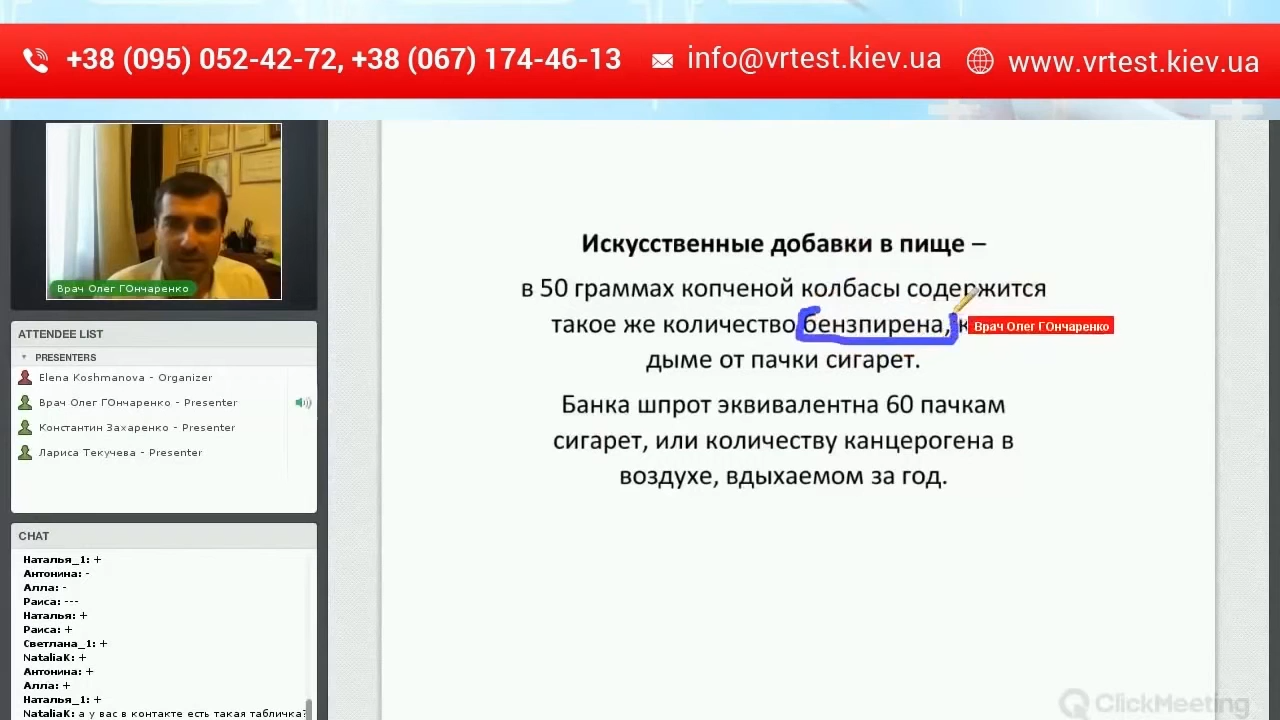 +38 (095) 052-42-72, +38 (067) 174-46-13 info@vrtest.kiev.ua www.vrtest.kiev.ua
Врач Олег ГОнчаренко
ATTENDEE LIST
PRESENTERS
Elena Koshmanova - Organizer
Врач Олег ГОнчаренко - Presenter
Константин Захаренко - Presenter
Лариса Текучева - Presenter
CHAT
Наталья_1: +
Антонина: -
Алла: -
Раиса: ---
Наталья: +
Раиса: +
Светлана_1: +
NataliaK: +
Антонина: +
Алла: +
Наталья_1: +
NataliaK: а у вас в контакте есть такая табличка?
Искусственные добавки в пище –
в 50 граммах копченой колбасы содержится
такое же количество бензпирена,
Врач Олег ГОнчаренко
дыме от пачки сигарет.
Банка шпрот эквивалентна 60 пачкам
сигарет, или количеству канцерогена в
воздухе, вдыхаемом за год.
ClickMeeting